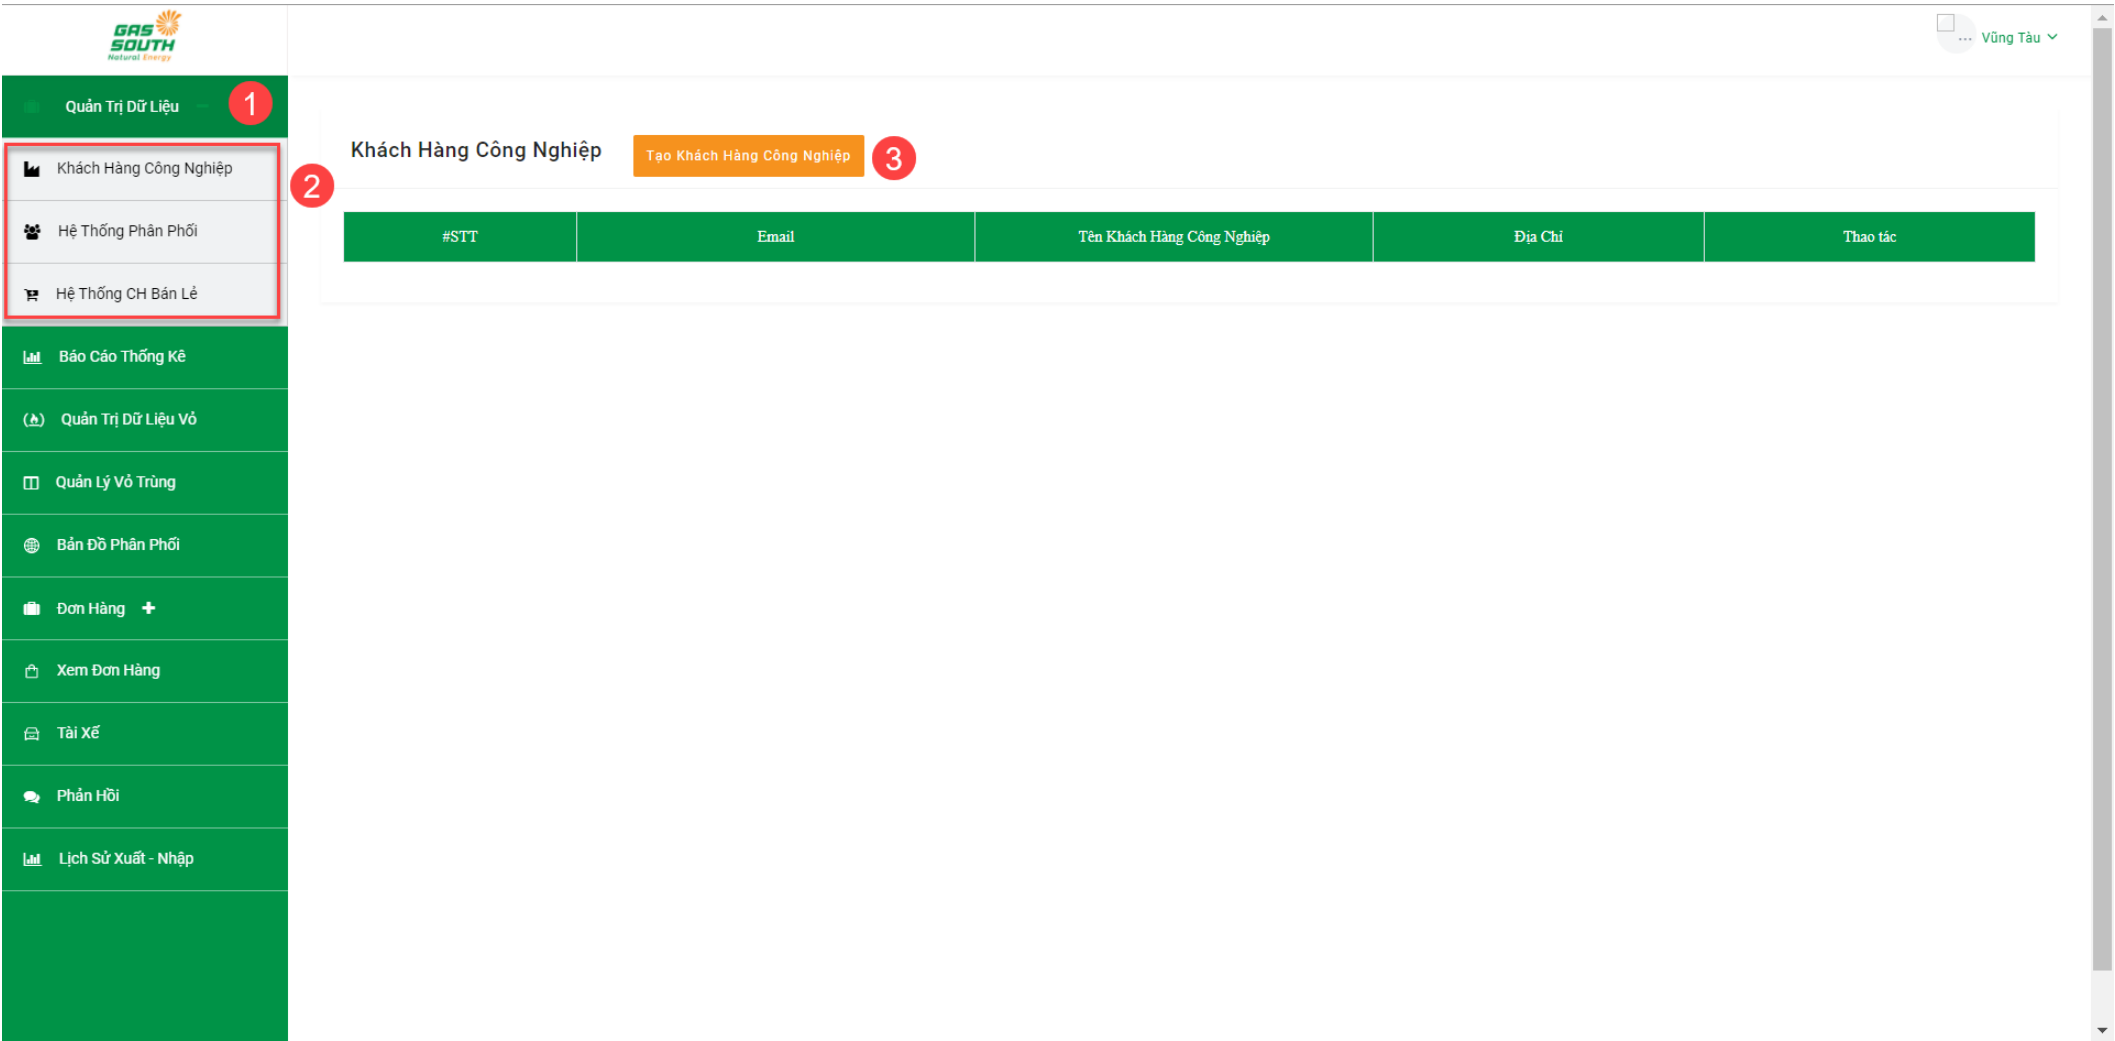 GAS
SOUTH
Natural Energy
... Vũng Tàu
Quản Trị Dữ Liệu
1
Khách Hàng Công Nghiệp
2
Hệ Thống Phân Phối
Hệ Thống CH Bán Lẻ
Báo Cáo Thống Kê
Quản Trị Dữ Liệu Vỏ
Quản Lý Vỏ Trùng
Bản Đồ Phân Phối
Đơn Hàng +
Xem Đơn Hàng
Tài Xế
Phản Hồi
Lịch Sử Xuất - Nhập
Khách Hàng Công Nghiệp
Tạo Khách Hàng Công Nghiệp
3
#STT Email Tên Khách Hàng Công Nghiệp Địa Chỉ Thao tác